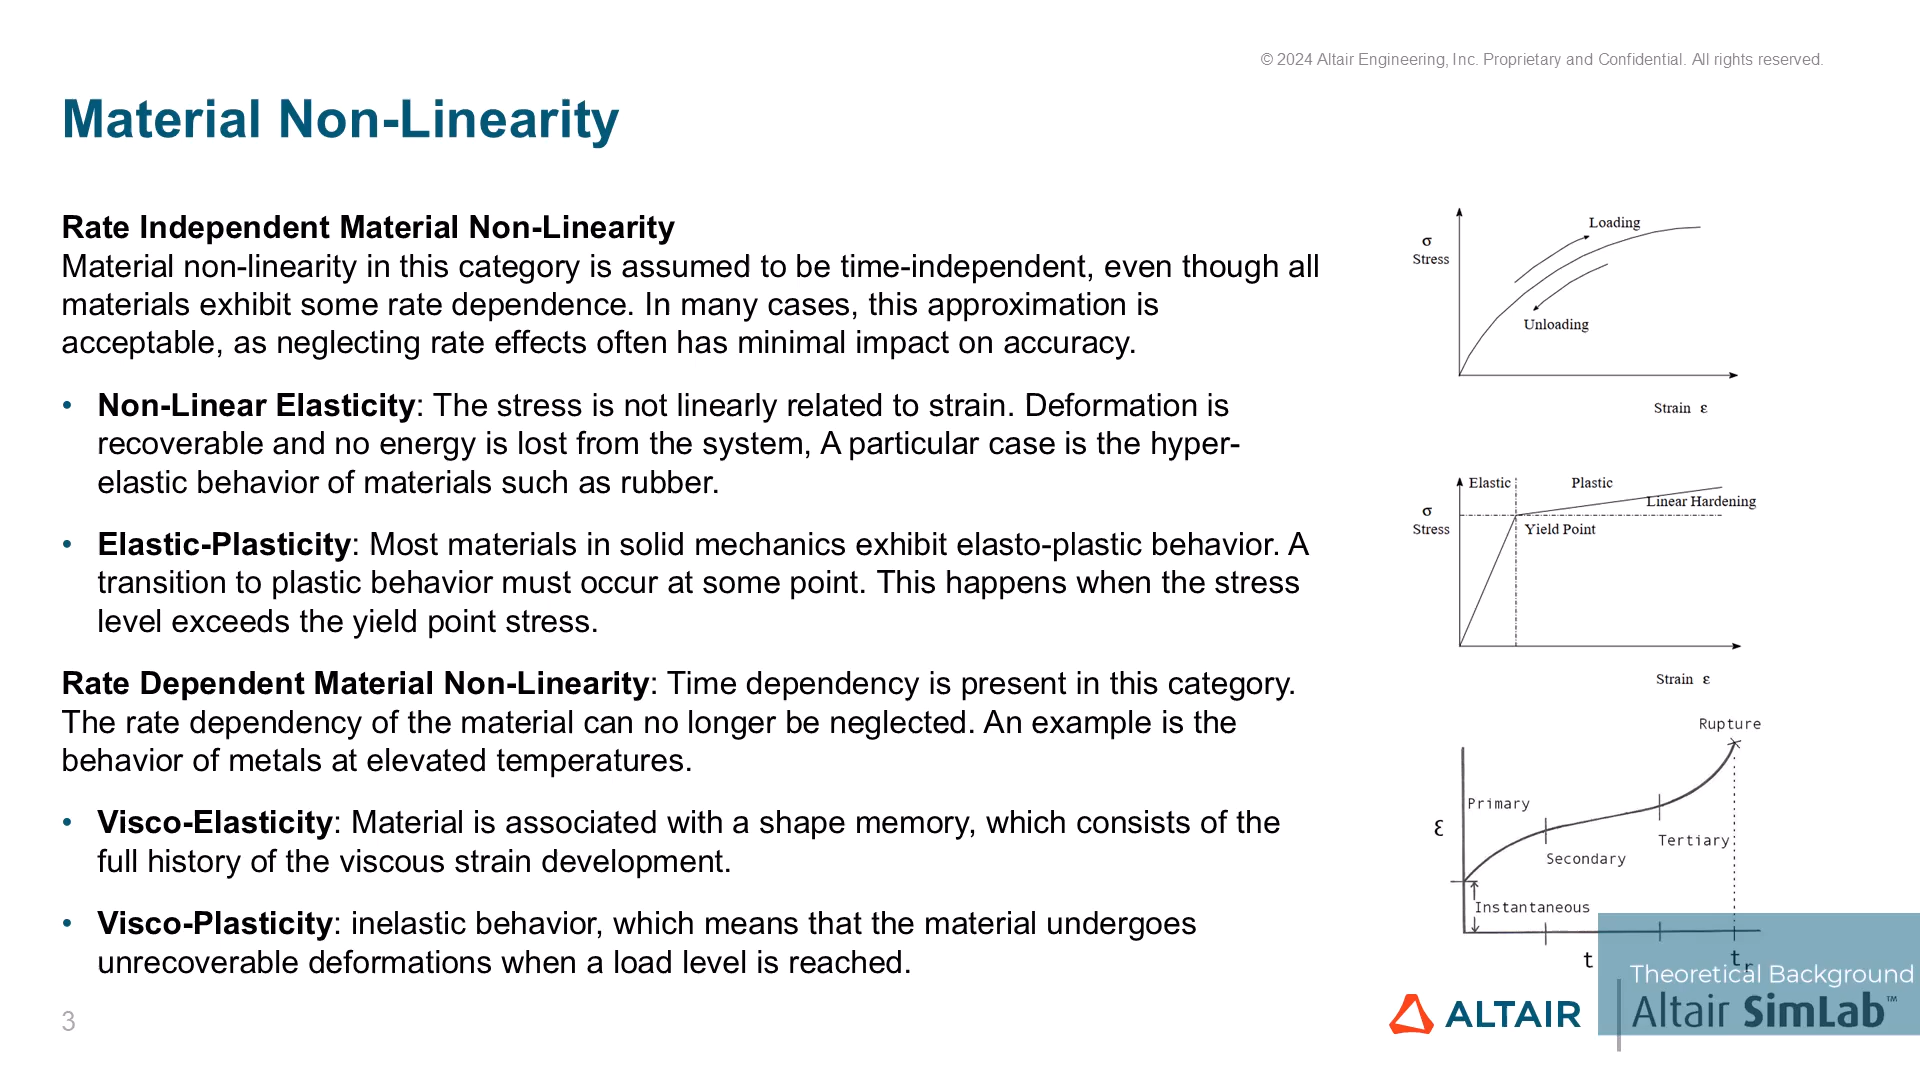 © 2024 Altair Engineering, Inc. Proprietary and Confidential. All rights reserved.
Material Non-Linearity
Rate Independent Material Non-Linearity
Material non-linearity in this category is assumed to be time-independent, even though all
materials exhibit some rate dependence. In many cases, this approximation is
acceptable, as neglecting rate effects often has minimal impact on accuracy.
• Non-Linear Elasticity: The stress is not linearly related to strain. Deformation is
recoverable and no energy is lost from the system, A particular case is the hyper-
elastic behavior of materials such as rubber.
• Elastic-Plasticity: Most materials in solid mechanics exhibit elasto-plastic behavior. A
transition to plastic behavior must occur at some point. This happens when the stress
level exceeds the yield point stress.
Rate Dependent Material Non-Linearity: Time dependency is present in this category.
The rate dependency of the material can no longer be neglected. An example is the
behavior of metals at elevated temperatures.
• Visco-Elasticity: Material is associated with a shape memory, which consists of the
full history of the viscous strain development.
• Visco-Plasticity: inelastic behavior, which means that the material undergoes
unrecoverable deformations when a load level is reached.
Loading
σ
Stress
Unloading
Strain ε
Elastic Plastic
Linear Hardening
σ
Stress
Yield Point
Strain ε
Rupture
Primary
ε
Tertiary
Secondary
Instantaneous
t
tr
Theoretical Background
ALTAIR
Altair SimLab™
3